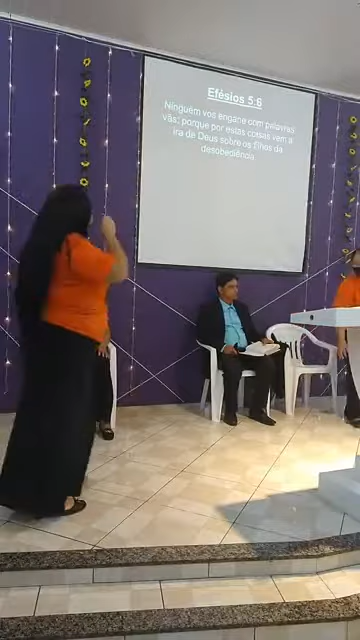 Efésios 5:6
Ninguém vos engane com palavras
vãs; porque por estas coisas vem a
ira de Deus sobre os filhos da
desobediência